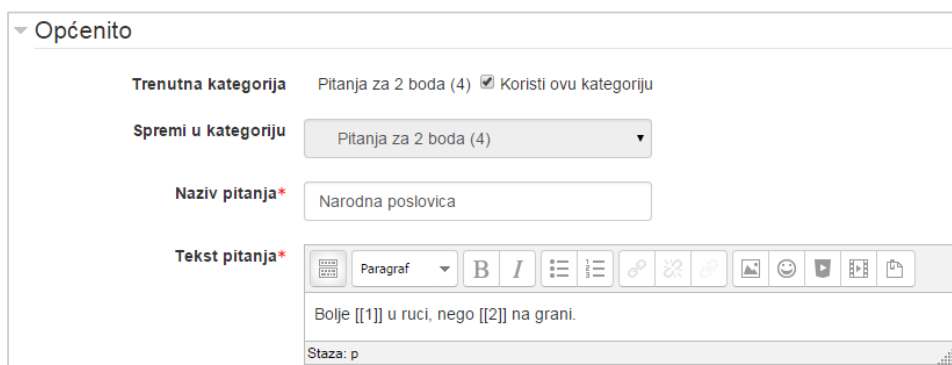 Općenito
Trenutna kategorija Pitanja za 2 boda (4) Koristi ovu kategoriju
Spremi u kategoriju Pitanja za 2 boda (4)
Naziv pitanja* Narodna poslovica
Tekst pitanja* Paragraf B I
Bolje [[1]] u ruci, nego [[2]] na grani.
Staza: p